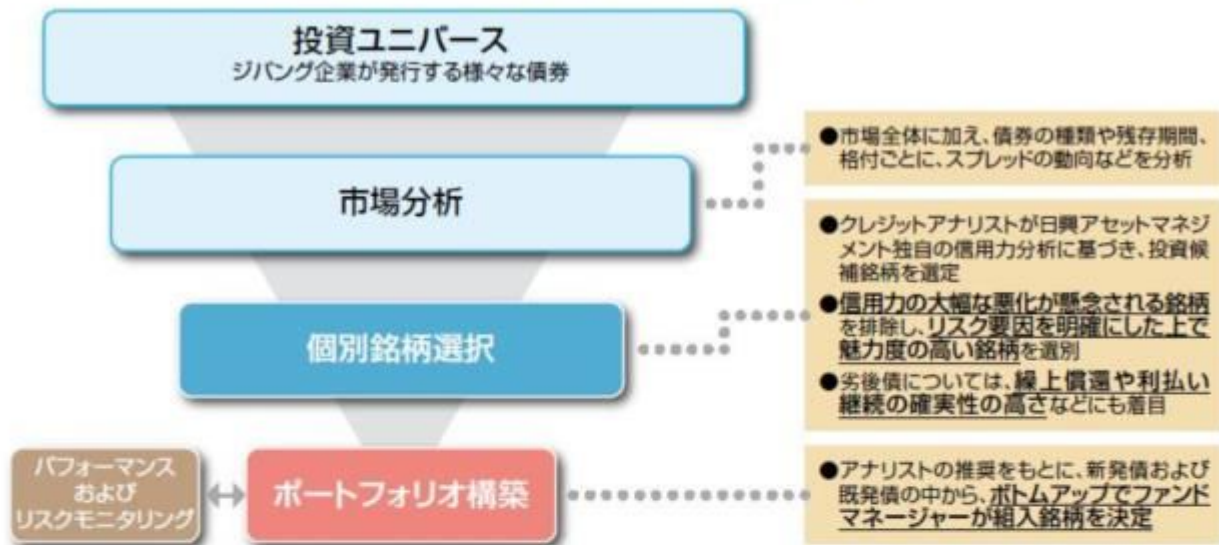 投資ユニバース
ジパング企業が発行する様々な債券
市場分析
●市場全体に加え、債券の種類や残存期間、
格付ごとに、スプレッドの動向などを分析
個別銘柄選択
●クレジットアナリストが日興アセットマネジ
メント独自の信用力分析に基づき、投資候
補銘柄を選定
●信用力の大幅な悪化が懸念される銘柄
を排除し、リスク要因を明確にした上で
魅力度の高い銘柄を選別
●劣後債については、繰上償還や利払い
継続の確実性の高さなどにも着目
パフォーマンス
および
リスクモニタリング
ポートフォリオ構築
●アナリストの推奨をもとに、新発債および
既発債の中から、ボトムアップでファンド
マネージャーが組入銘柄を決定